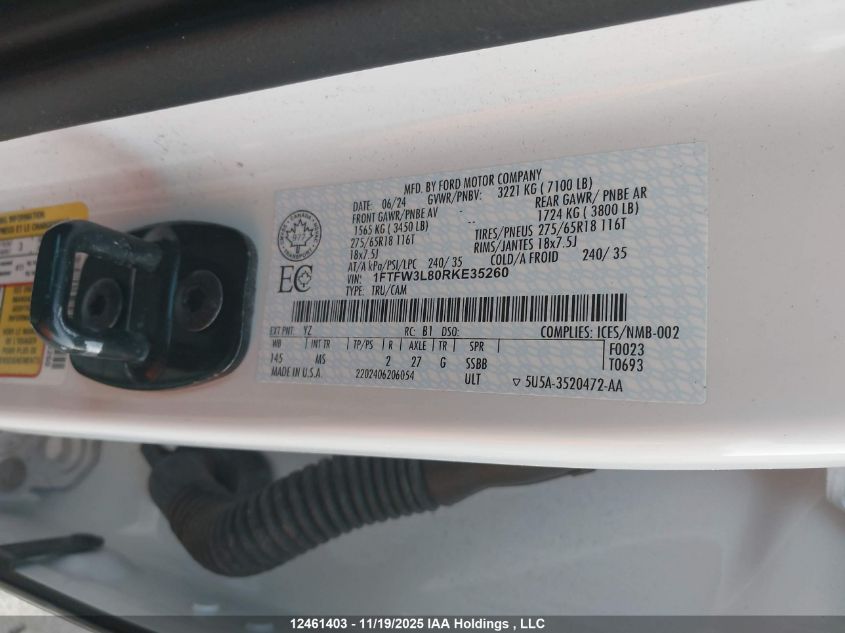 MFD. BY FORD MOTOR COMPANY
DATE: 06/24 GVWR/PNBV: 3221 KG ( 7100 LB)
FRONT GAWR/PNBE AV REAR GAWR/ PNBE AR
1565 KG ( 3450 LB) 1724 KG ( 3800 LB)
275/65R18 116T TIRES/PNEUS 275/65R18 116T
18x7.5J RIMS/JANTES 18x7.5J
AT/A kPa/PSI/LPC 240/ 35 COLD/A FROID 240/ 35
VIN: 1FTFW3L80RKE35260
TYPE: TRU/CAM
CANADA
TRANSPORT
EC
EXT PNT: YZ RC: B1 DSO: COMPLIES: ICES/NMB-002
WB INT TR TP/PS R AXLE TR SPR F0023
145 MS 2 27 G SSBB T0693
MADE IN U.S.A. 2202406206054 ULT 5U5A-3520472-AA
12461403 - 11/19/2025 IAA Holdings , LLC